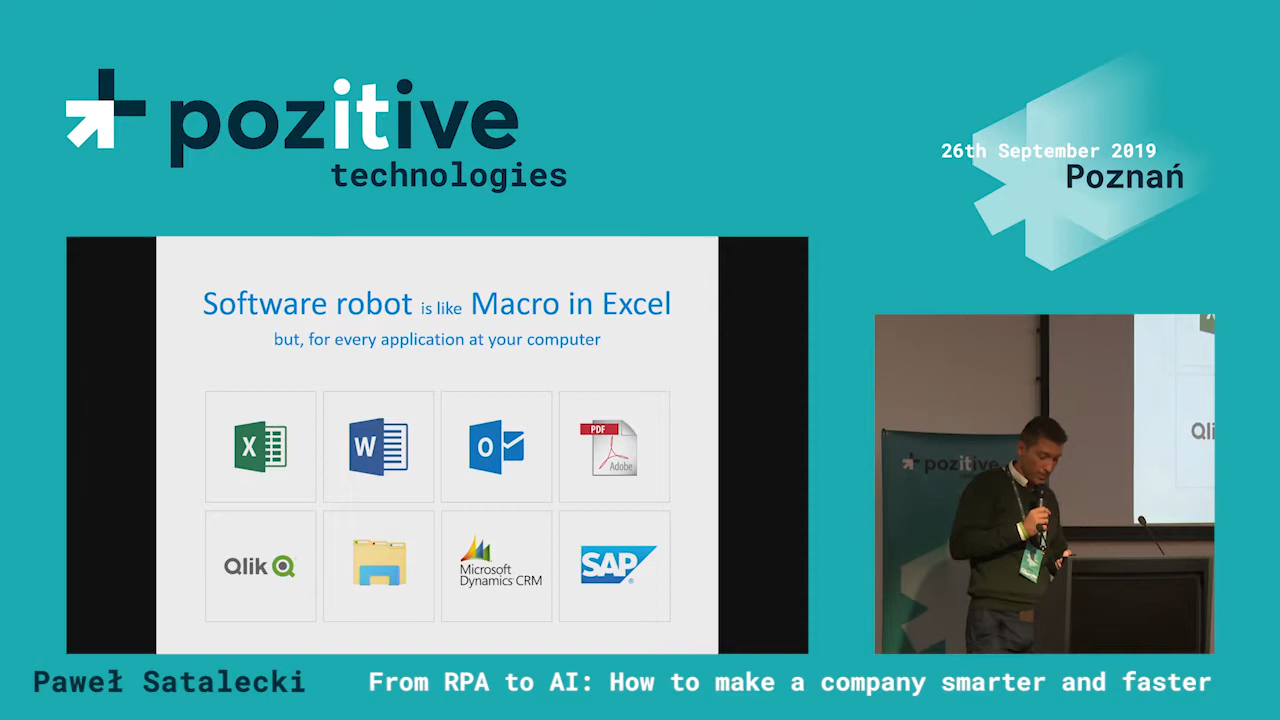 pozitive
technologies
26th September 2019
Poznań
Software robot is like Macro in Excel
but, for every application at your computer
X
W
O
PDF
Adobe
Qlik
Microsoft
Dynamics CRM
SAP
pozitive
Qli
Paweł Satalecki
From RPA to AI: How to make a company smarter and faster